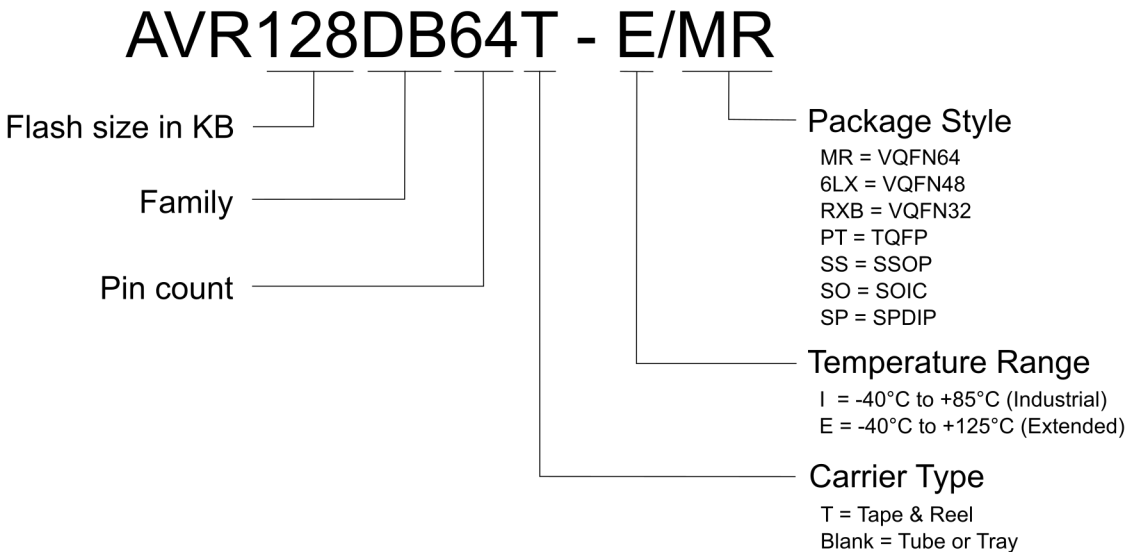 AVR128DB64T - E/MR
Flash size in KB
Family
Pin count
Package Style
MR = VQFN64
6LX = VQFN48
RXB = VQFN32
PT = TQFP
SS = SSOP
SO = SOIC
SP = SPDIP
Temperature Range
I = -40°C to +85°C (Industrial)
E = -40°C to +125°C (Extended)
Carrier Type
T = Tape & Reel
Blank = Tube or Tray